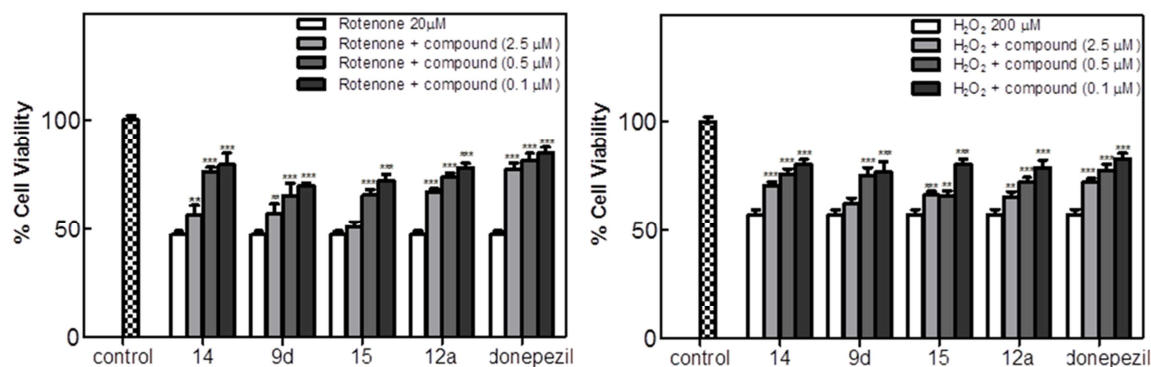 Rotenone 20μM
Rotenone + compound (2.5 μM)
Rotenone + compound (0.5 μM)
Rotenone + compound (0.1 μM)
% Cell Viability
100
50
0
** *** ***
** *** ***
*** ***
*** *** ***
*** *** ***
control 14 9d 15 12a donepezil
H₂O₂ 200 μM
H₂O₂ + compound (2.5 μM)
H₂O₂ + compound (0.5 μM)
H₂O₂ + compound (0.1 μM)
% Cell Viability
100
50
0
*** *** ***
*** ***
*** ** ***
** *** ***
*** *** ***
control 14 9d 15 12a donepezil